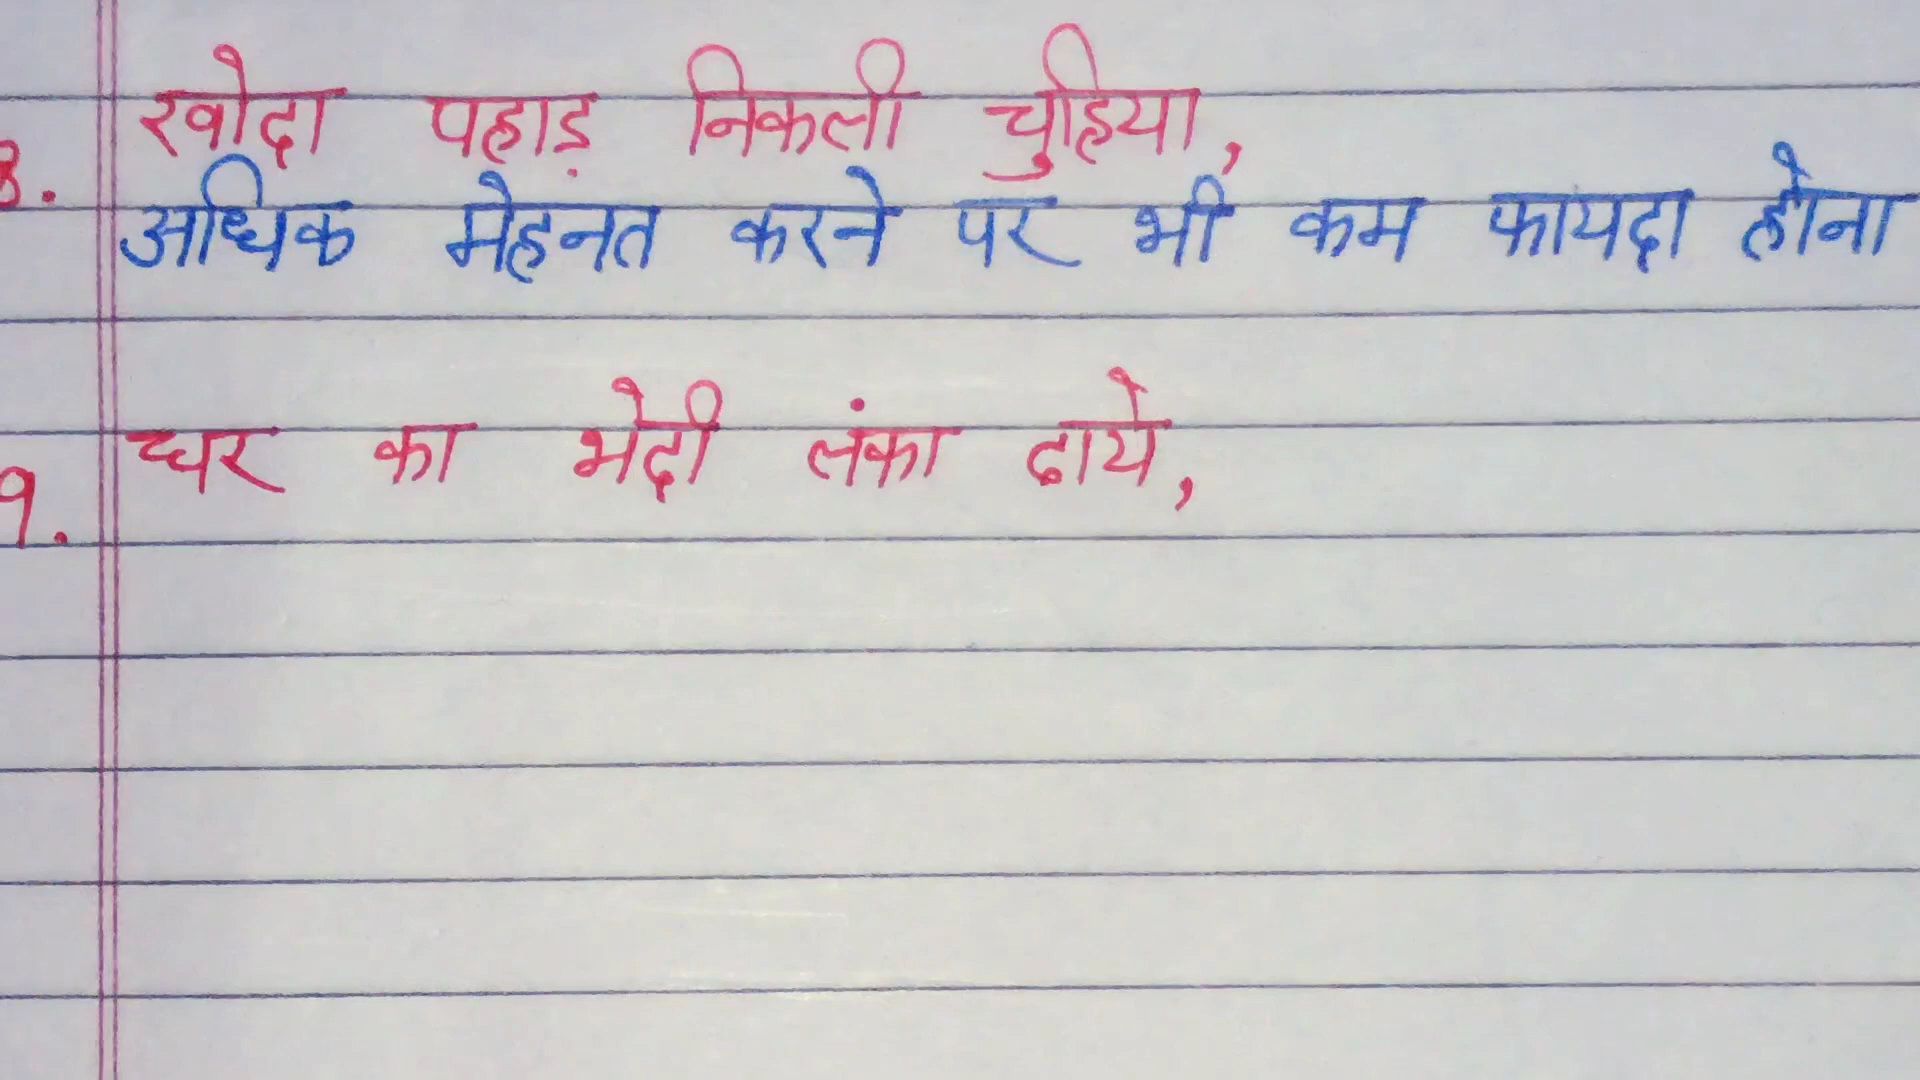 8. खोदा पहाड़ निकली चुहिया,
अधिक मेहनत करने पर भी कम फायदा होना
9. घर का भेदी लंका ढाये,